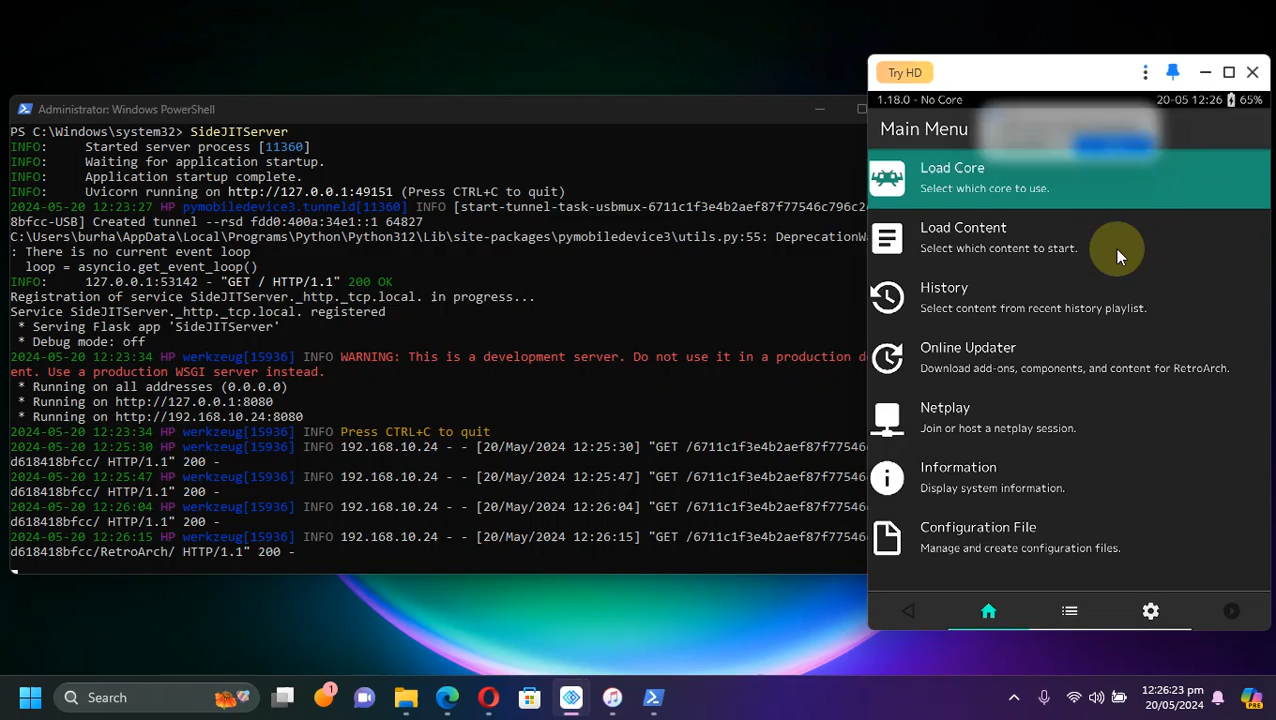 Administrator: Windows PowerShell
PS C:\Windows\system32> SideJITServer
INFO:     Started server process [11360]
INFO:     Waiting for application startup.
INFO:     Application startup complete.
INFO:     Uvicorn running on http://127.0.0.1:49151 (Press CTRL+C to quit)
2024-05-20 12:23:27 HP pymobiledevice3.tunneld[11360] INFO [start-tunnel-task-usbmux-6711c1f3e4b2aef87f77546c796c2
8bfcc-USB] Created tunnel --rsd fdd0:400a:34e1::1 64827
C:\Users\burha\AppData\Local\Programs\Python\Python312\Lib\site-packages\pymobiledevice3\utils.py:55: DeprecationWa
: There is no current event loop
  loop = asyncio.get_event_loop()
INFO:     127.0.0.1:53142 - "GET / HTTP/1.1" 200 OK
Registration of service SideJITServer._http._tcp.local. in progress...
Service SideJITServer._http._tcp.local. registered
 * Serving Flask app 'SideJITServer'
 * Debug mode: off
2024-05-20 12:23:34 HP werkzeug[15936] INFO WARNING: This is a development server. Do not use it in a production de
ent. Use a production WSGI server instead.
 * Running on all addresses (0.0.0.0)
 * Running on http://127.0.0.1:8080
 * Running on http://192.168.10.24:8080
2024-05-20 12:23:34 HP werkzeug[15936] INFO Press CTRL+C to quit
2024-05-20 12:25:30 HP werkzeug[15936] INFO 192.168.10.24 - - [20/May/2024 12:25:30] "GET /6711c1f3e4b2aef87f77546
d618418bfcc/ HTTP/1.1" 200 -
2024-05-20 12:25:47 HP werkzeug[15936] INFO 192.168.10.24 - - [20/May/2024 12:25:47] "GET /6711c1f3e4b2aef87f77546
d618418bfcc/ HTTP/1.1" 200 -
2024-05-20 12:26:04 HP werkzeug[15936] INFO 192.168.10.24 - - [20/May/2024 12:26:04] "GET /6711c1f3e4b2aef87f77546
d618418bfcc/ HTTP/1.1" 200 -
2024-05-20 12:26:15 HP werkzeug[15936] INFO 192.168.10.24 - - [20/May/2024 12:26:15] "GET /6711c1f3e4b2aef87f77546
d618418bfcc/RetroArch/ HTTP/1.1" 200 -
Try HD
1.18.0 - No Core 20-05 12:26 65%
Main Menu
Load Core
Select which core to use.
Load Content
Select which content to start.
History
Select content from recent history playlist.
Online Updater
Download add-ons, components, and content for RetroArch.
Netplay
Join or host a netplay session.
Information
Display system information.
Configuration File
Manage and create configuration files.
Search
1
12:26:23 pm
20/05/2024
PRE